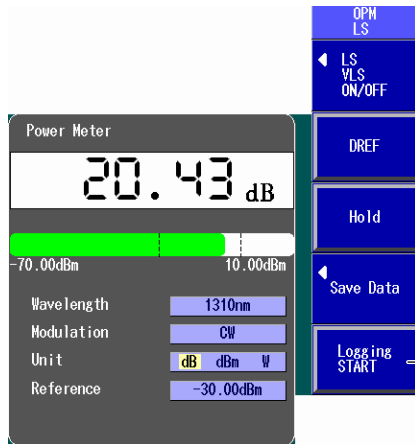 OPM
LS
LS
VLS
ON/OFF
Power Meter
20.43 dB
DREF
Hold
-70.00dBm 10.00dBm
Save Data
Wavelength 1310nm
Modulation CW
Unit dB dBm W
Reference -30.00dBm
Logging
START